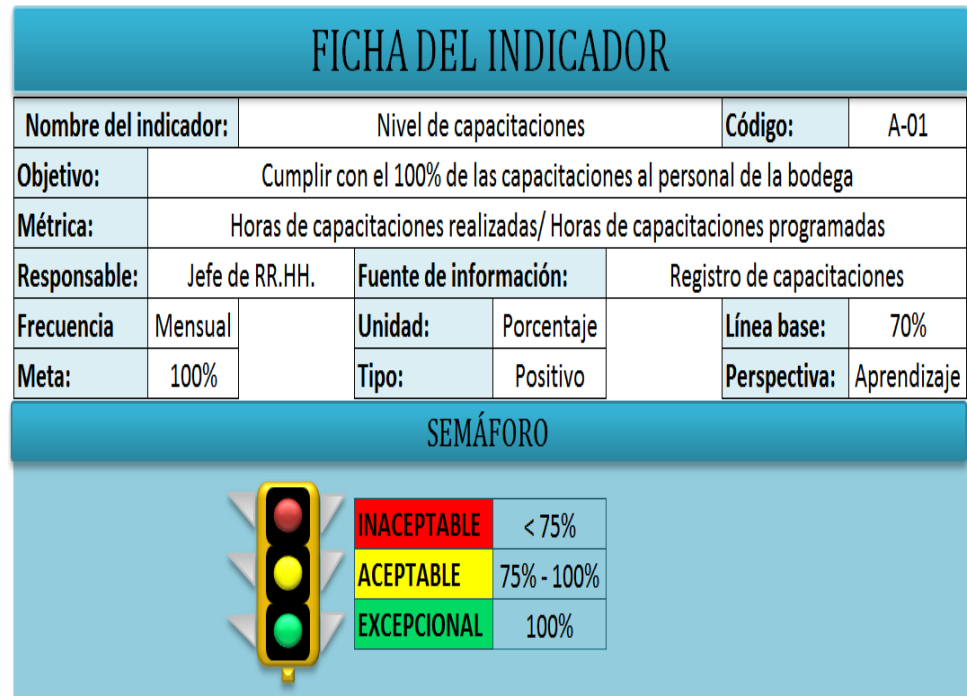 FICHA DEL INDICADOR
Nombre del indicador: Nivel de capacitaciones Código: A-01
Objetivo: Cumplir con el 100% de las capacitaciones al personal de la bodega
Métrica: Horas de capacitaciones realizadas/ Horas de capacitaciones programadas
Responsable: Jefe de RR.HH. Fuente de información: Registro de capacitaciones
Frecuencia Mensual Unidad: Porcentaje Línea base: 70%
Meta: 100% Tipo: Positivo Perspectiva: Aprendizaje
SEMÁFORO
INACEPTABLE < 75%
ACEPTABLE 75% - 100%
EXCEPCIONAL 100%